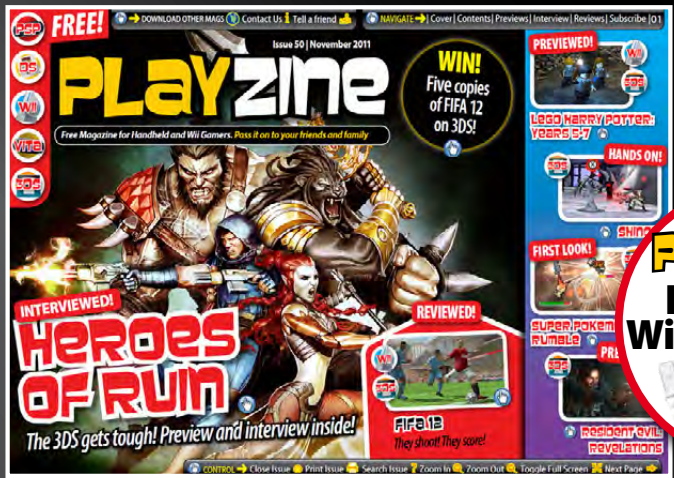 FREE!
DOWNLOAD OTHER MAGS Contact Us Tell a friend
NAVIGATE | Cover | Contents | Previews | Interview | Reviews | Subscribe | 01
PSP
DS
Wii
VITA
3DS
Issue 50 | November 2011
PLAYZINE
Free Magazine for Handheld and Wii Gamers. Pass it on to your friends and family
WIN!
Five copies
of FIFA 12
on 3DS!
PREVIEWED!
Wii
3DS
LEGO HARRY POTTER:
YEARS 5-7
HANDS ON!
3DS
FIRST LOOK!
SUPER POKEM
RUMBLE
3DS
RESIDENT EVIL:
REVELATIONS
INTERVIEWED!
HEROES
OF RUIN
The 3DS gets tough! Preview and interview inside!
REVIEWED!
Wii
3DS
FIFA 12
They shoot! They score!
CONTROL Close Issue Print Issue Search Issue Zoom In Zoom Out Toggle Full Screen Next Page